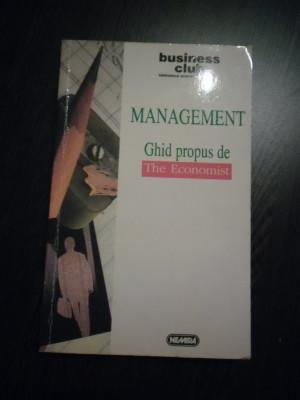 business
club
MANAGEMENT
Ghid propus de
The Economist
NEMIRA